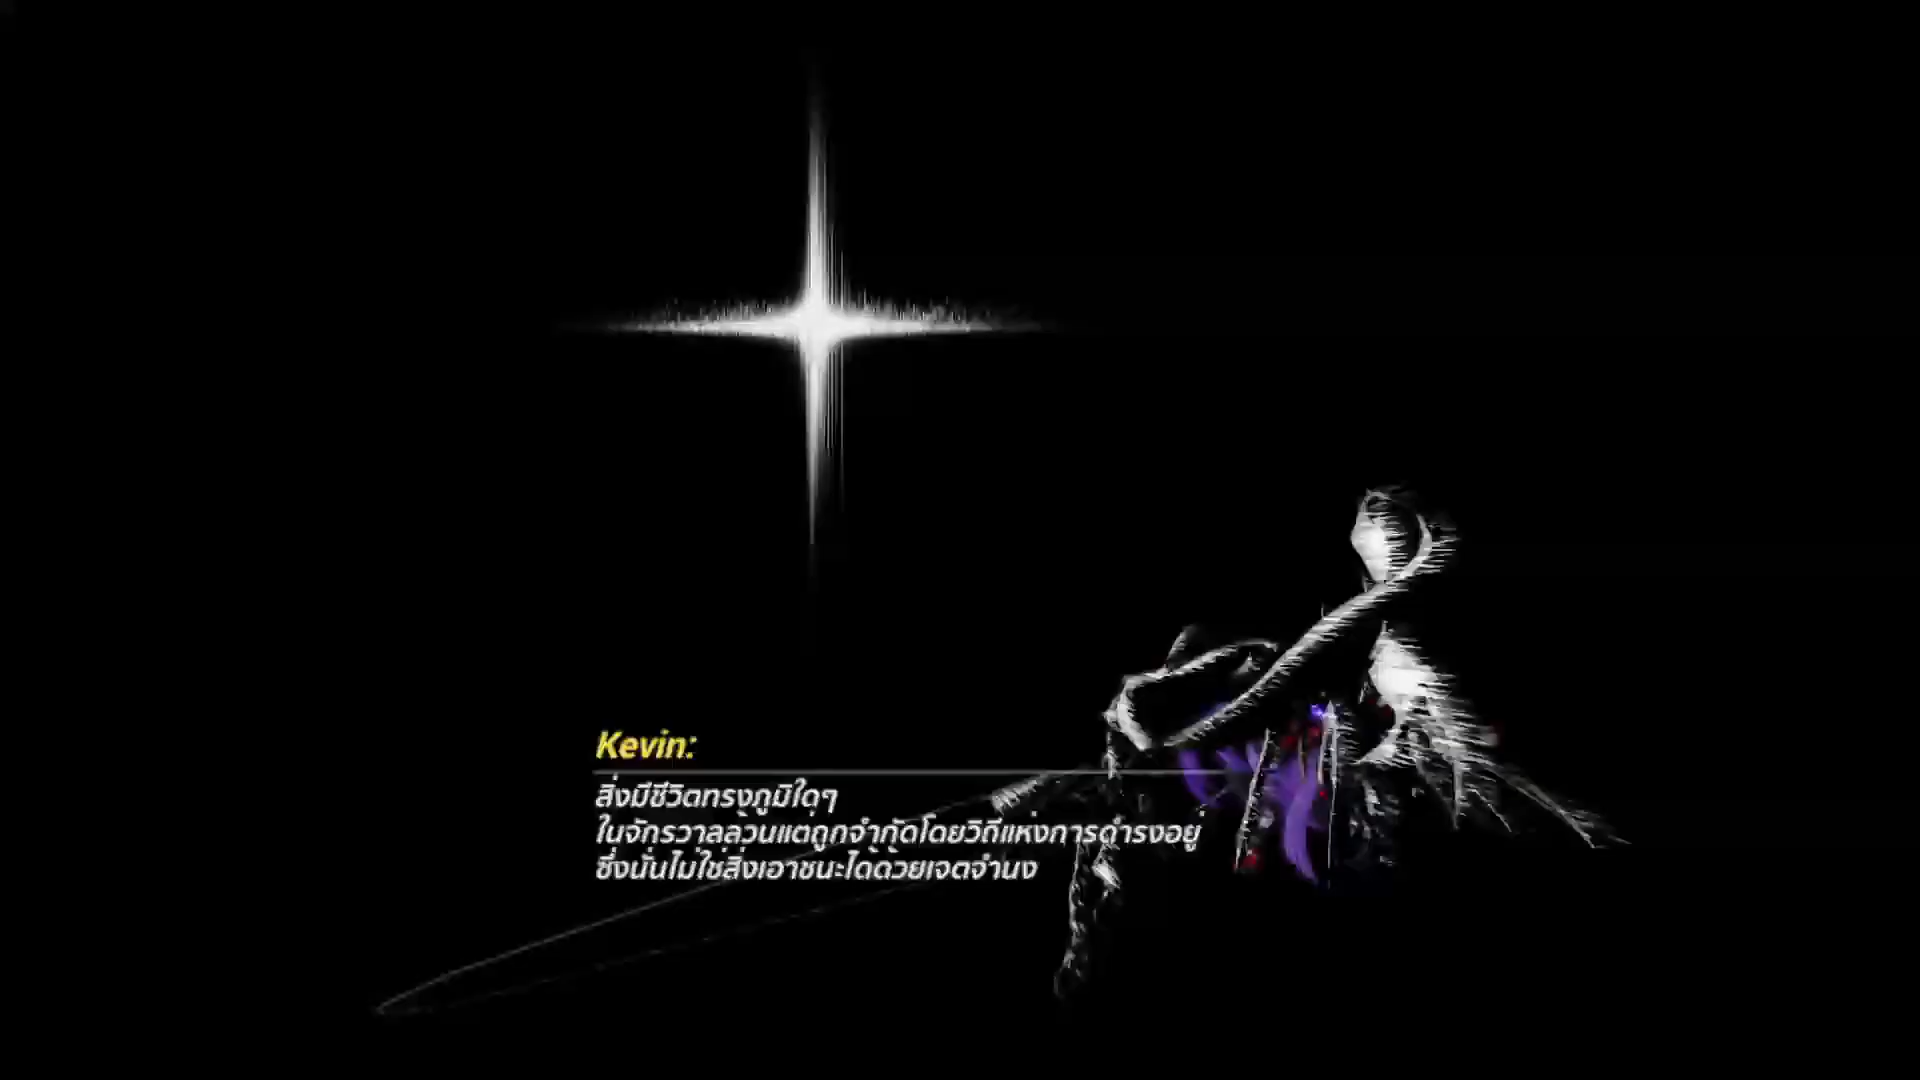 Kevin:
สิ่งมีชีวิตทรงภูมิใดๆ
ในจักรวาลล้วนแต่ถูกจำกัดโดยวิถีแห่งการดำรงอยู่
ซึ่งนั่นไม่ใช่สิ่งเอาชนะได้ด้วยเจตจำนง